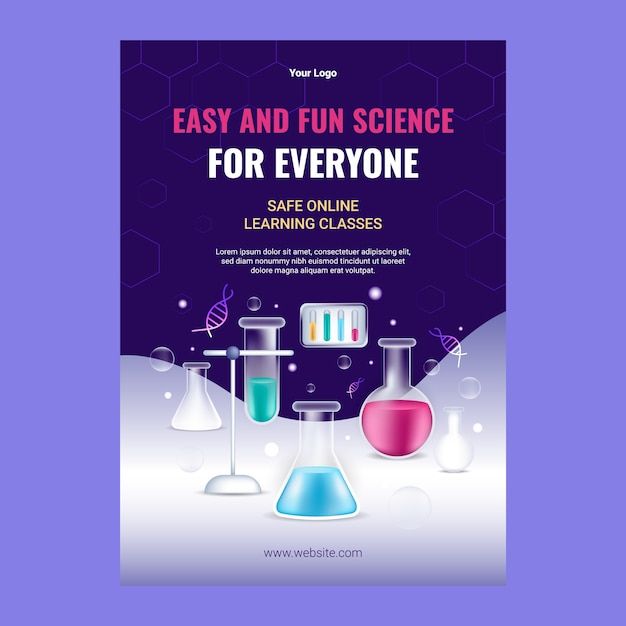 Your Logo
EASY AND FUN SCIENCE
FOR EVERYONE
SAFE ONLINE
LEARNING CLASSES
Lorem ipsum dolor sit amet, consectetuer adipiscing
elit, sed diam nonummy nibh euismod tincidunt ut
laoreet dolore magna aliquam erat volutpat.
www.website.com